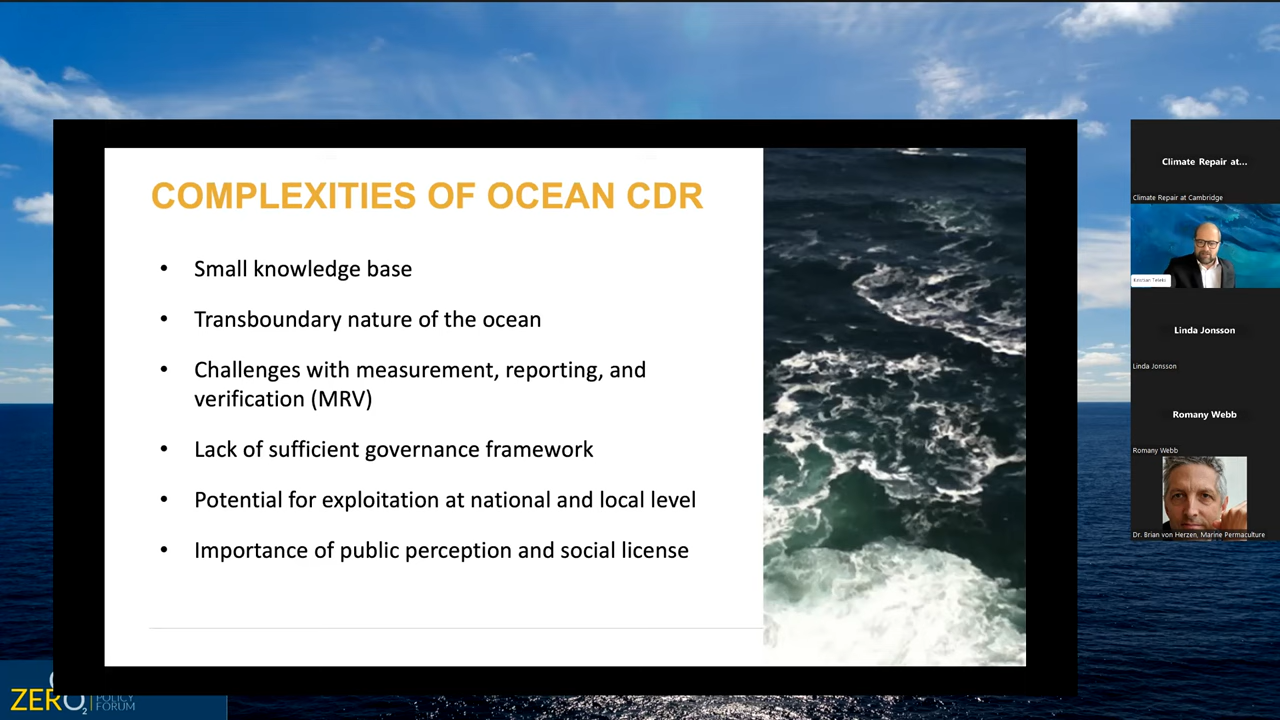 COMPLEXITIES OF OCEAN CDR
• Small knowledge base
• Transboundary nature of the ocean
• Challenges with measurement, reporting, and
verification (MRV)
• Lack of sufficient governance framework
• Potential for exploitation at national and local level
• Importance of public perception and social license
Climate Repair at...
Climate Repair at Cambridge
Linda Jonsson
Linda Jonsson
Romany Webb
Romany Webb
Dr. Brian von Herzen, Marine Permaculture
ZERO2
POLICY
FORUM